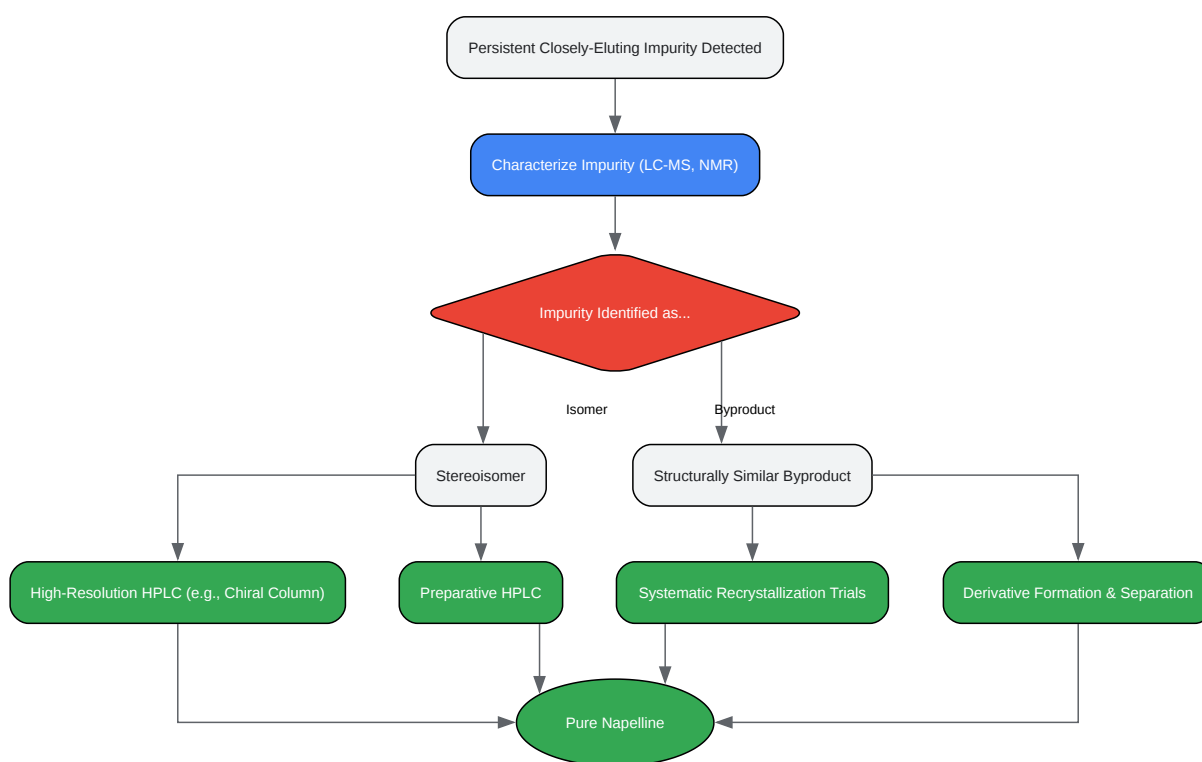 Persistent Closely-Eluting Impurity Detected
Characterize Impurity (LC-MS, NMR)
Impurity Identified as...
Isomer
Byproduct
Stereoisomer
Structurally Similar Byproduct
High-Resolution HPLC (e.g., Chiral Column)
Preparative HPLC
Systematic Recrystallization Trials
Derivative Formation & Separation
Pure Napelline